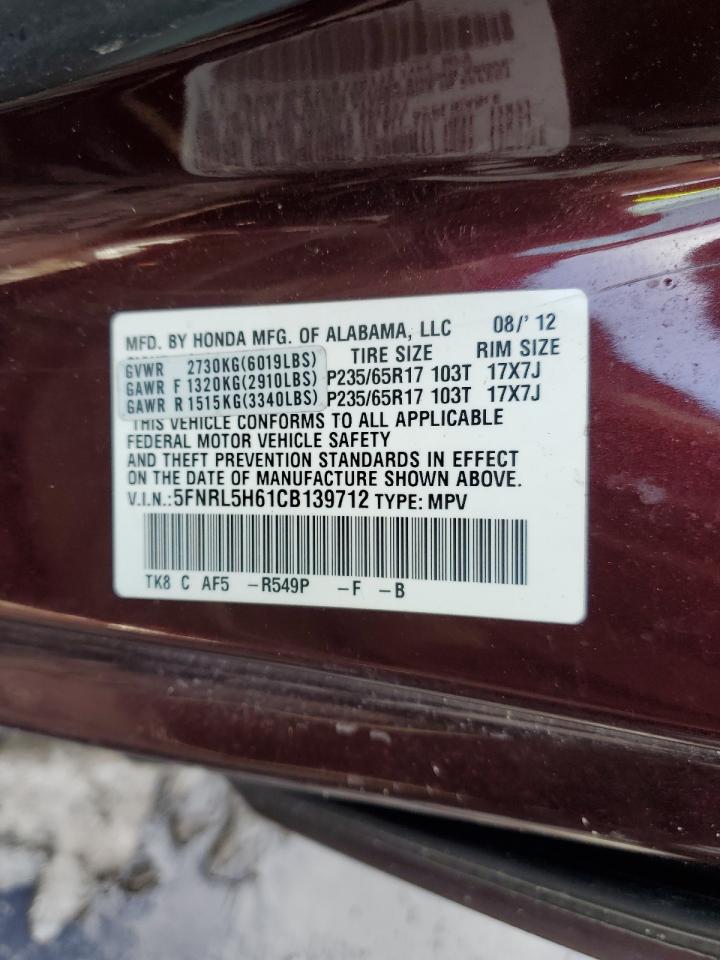 MFD. BY HONDA MFG. OF ALABAMA, LLC 08/'12
TIRE SIZE RIM SIZE
GVWR 2730KG(6019LBS)
GAWR F 1320KG(2910LBS) P235/65R17 103T 17X7J
GAWR R 1515KG(3340LBS) P235/65R17 103T 17X7J
THIS VEHICLE CONFORMS TO ALL APPLICABLE
FEDERAL MOTOR VEHICLE SAFETY
AND THEFT PREVENTION STANDARDS IN EFFECT
ON THE DATE OF MANUFACTURE SHOWN ABOVE.
V.I.N.:5FNRL5H61CB139712 TYPE: MPV
TK8 C AF5 -R549P -F -B